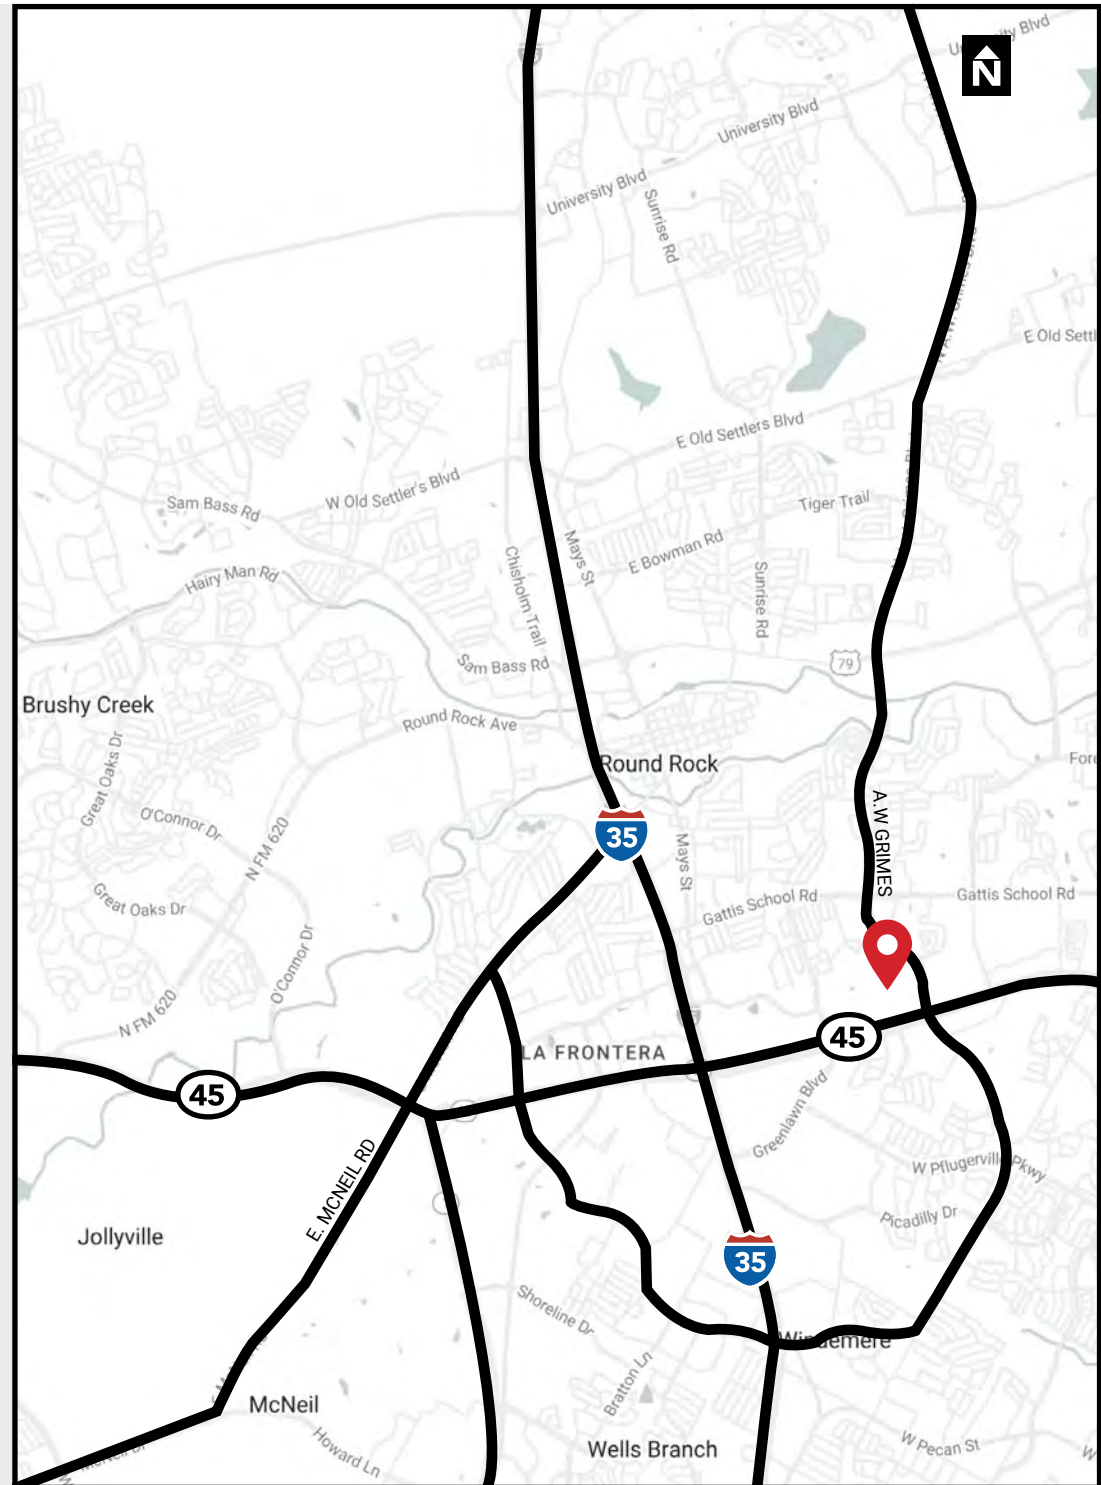 University Blvd
N
University Blvd
University Blvd
Sunrise Rd
E Old Settl
E Old Settlers Blvd
W Old Settler's Blvd
Sam Bass Rd
Tiger Trail
Mays St
E Bowman Rd
Chisholm Trail
Hairy Man Rd
Sunrise Rd
Sam Bass Rd
79
Brushy Creek
Round Rock Ave
Great Oaks Dr
Round Rock
Fore
O'Connor Dr
A.W GRIMES
35
N FM 620
Mays St
Great Oaks Dr
Gattis School Rd
Gattis School Rd
O'Connor Dr
N FM 620
LA FRONTERA
45
45
Greenlawn Blvd
E. MCNEIL RD
W Pflugerville Pkwy
Picadilly Dr
Jollyville
35
Shoreline Dr
Windemere
Bratton Ln
McNeil
Howard Ln
Wells Branch
W Pecan St
W